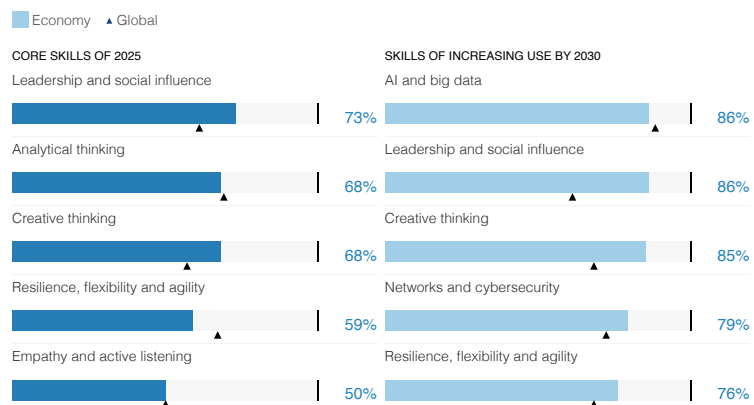 Economy Global
CORE SKILLS OF 2025
Leadership and social influence
73%
Analytical thinking
68%
Creative thinking
68%
Resilience, flexibility and agility
59%
Empathy and active listening
50%
SKILLS OF INCREASING USE BY 2030
AI and big data
86%
Leadership and social influence
86%
Creative thinking
85%
Networks and cybersecurity
79%
Resilience, flexibility and agility
76%